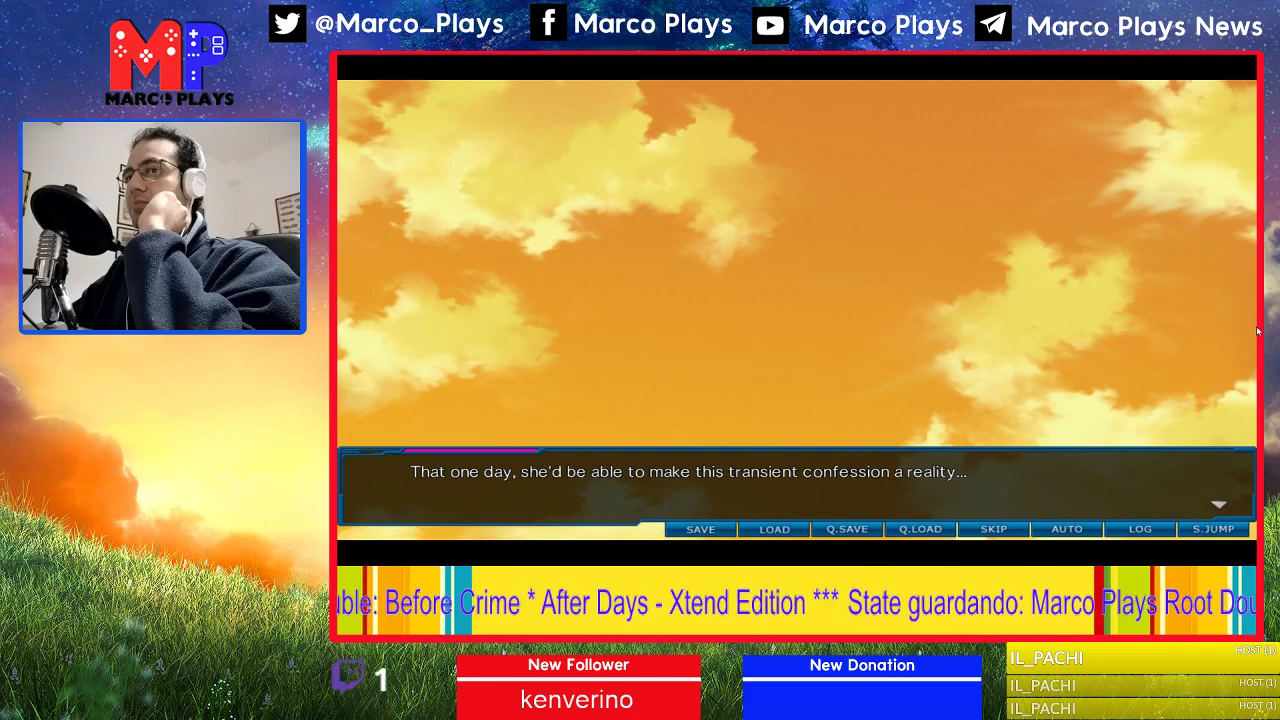 @Marco_Plays
Marco Plays
Marco Plays
Marco Plays News
MP
MARCO PLAYS
That one day, she'd be able to make this transient confession a reality...
SAVE
LOAD
Q.SAVE
Q.LOAD
SKIP
AUTO
LOG
S.JUMP
uble: Before Crime * After Days - Xtend Edition *** State guardando: Marco Plays Root Dou
1
New Follower
kenverino
New Donation
IL_PACHI
HOST (1)
IL_PACHI
HOST (1)
IL_PACHI
HOST (1)